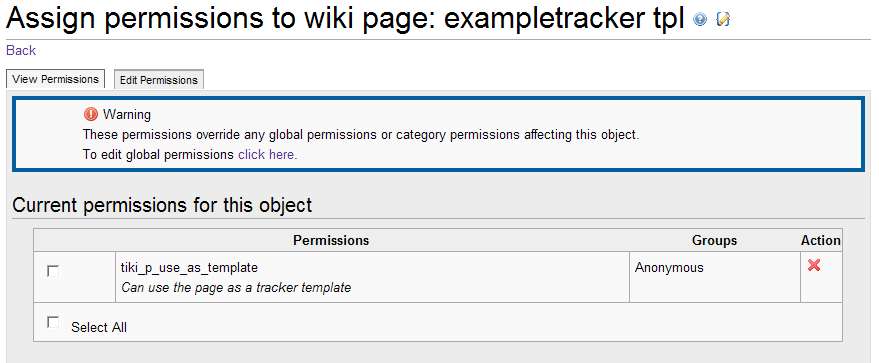 Assign permissions to wiki page: exampletracker tpl
Back
View Permissions Edit Permissions
Warning
These permissions override any global permissions or category permissions affecting this object.
To edit global permissions click here.
Current permissions for this object
Permissions Groups Action
tiki_p_use_as_template Anonymous
Can use the page as a tracker template
Select All